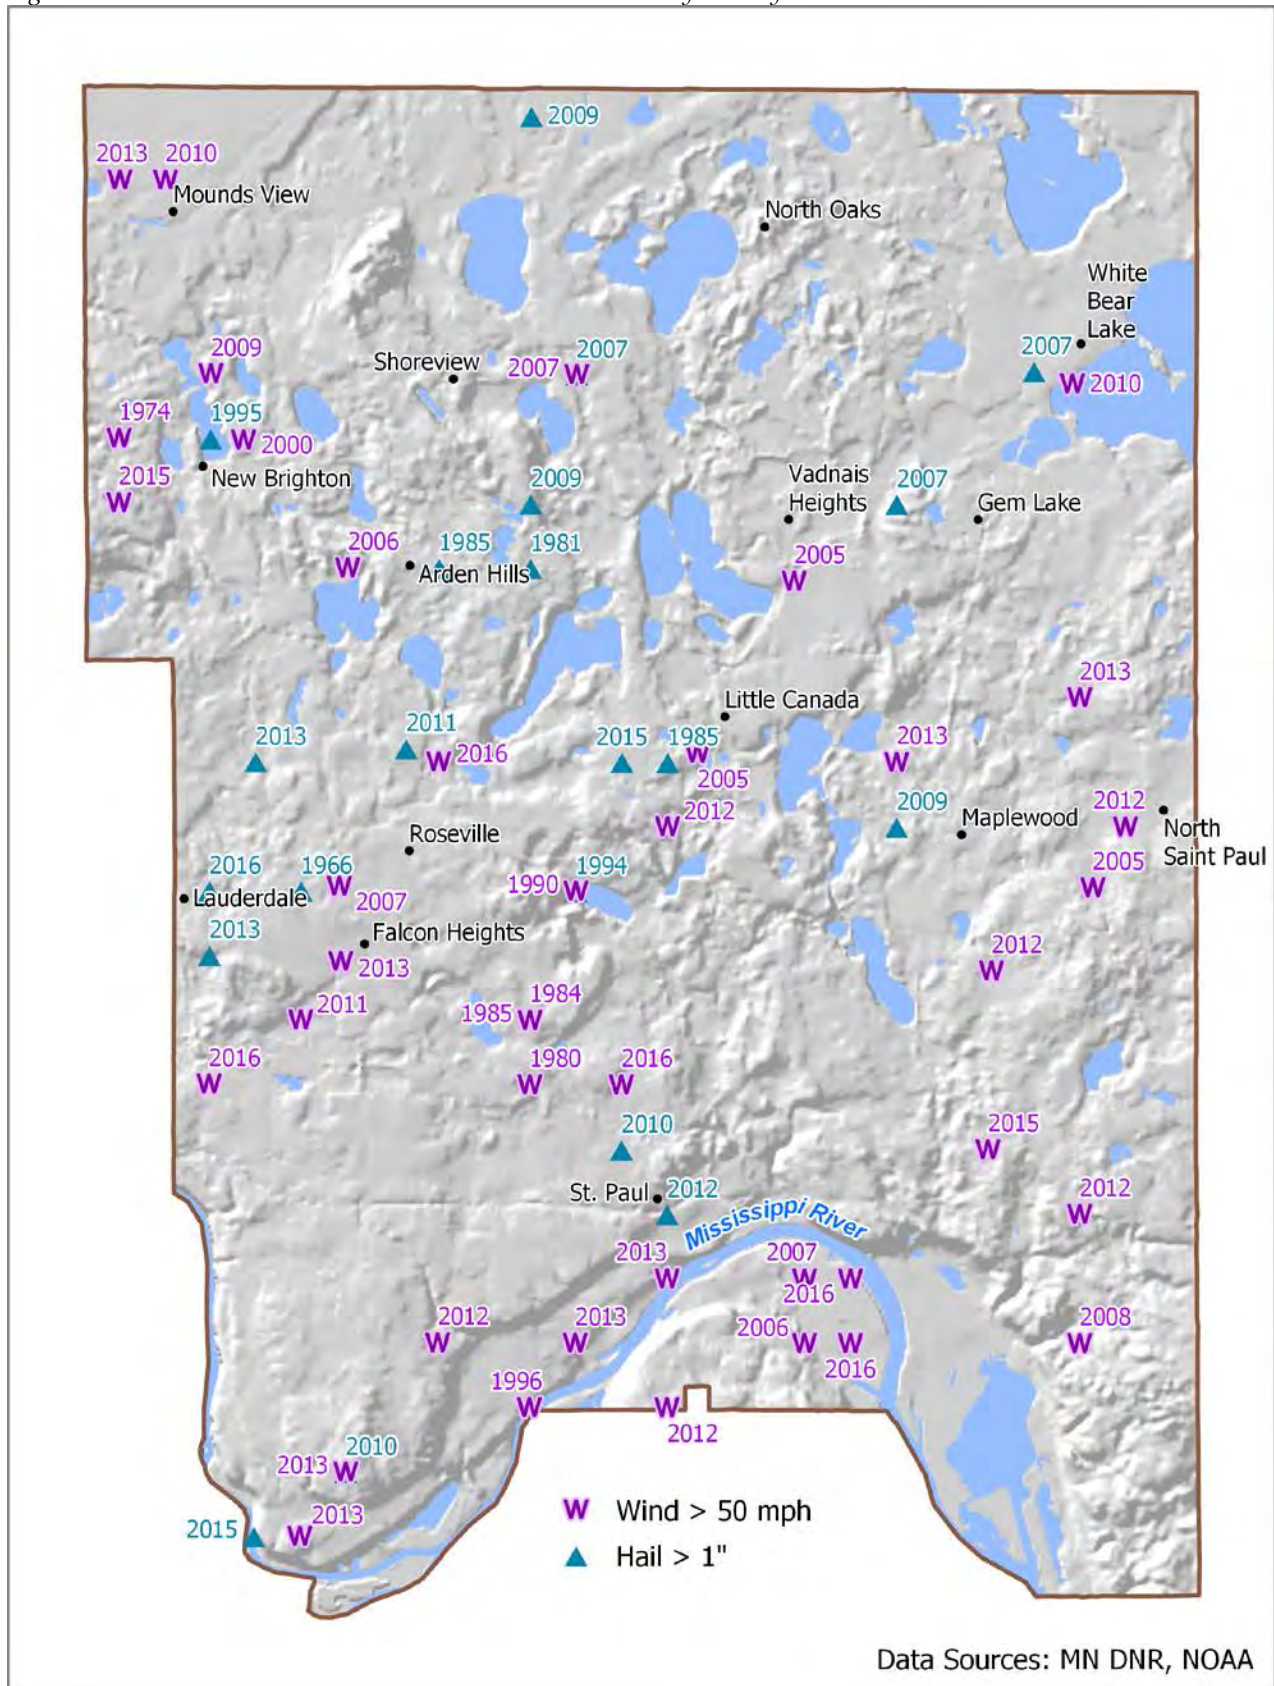 2009
2013 2010
W W
Mounds View
North Oaks
White
Bear
Lake
2009
W
Shoreview
2007 2007
W
2007
W 2010
1974
W
1995
W 2000
2015
W
New Brighton
2009
Vadnais
Heights
2007
Gem Lake
2006
W
1985
1981
Arden Hills
2005
W
2013
W
Little Canada
2013
2011
W 2016
2015
1985
W
2005
2013
W
2012
W
2009
Maplewood
2012
W
North
Saint Paul
Roseville
2016
1966
W
2007
Lauderdale
1990 1994
W
2005
W
2013
Falcon Heights
W 2013
2012
W
2011
W
1984
1985 W
2016
W
1980
W
2016
W
2010
2015
W
St. Paul
2012
2012
W
Mississippi River
2013
W
2007
W W
2016
2012
W
2013
W
2006 W
W
2016
2008
W
1996
W
W
2012
2010
2013 W
2013
W
2015
W Wind > 50 mph
Hail > 1"
Data Sources: MN DNR, NOAA